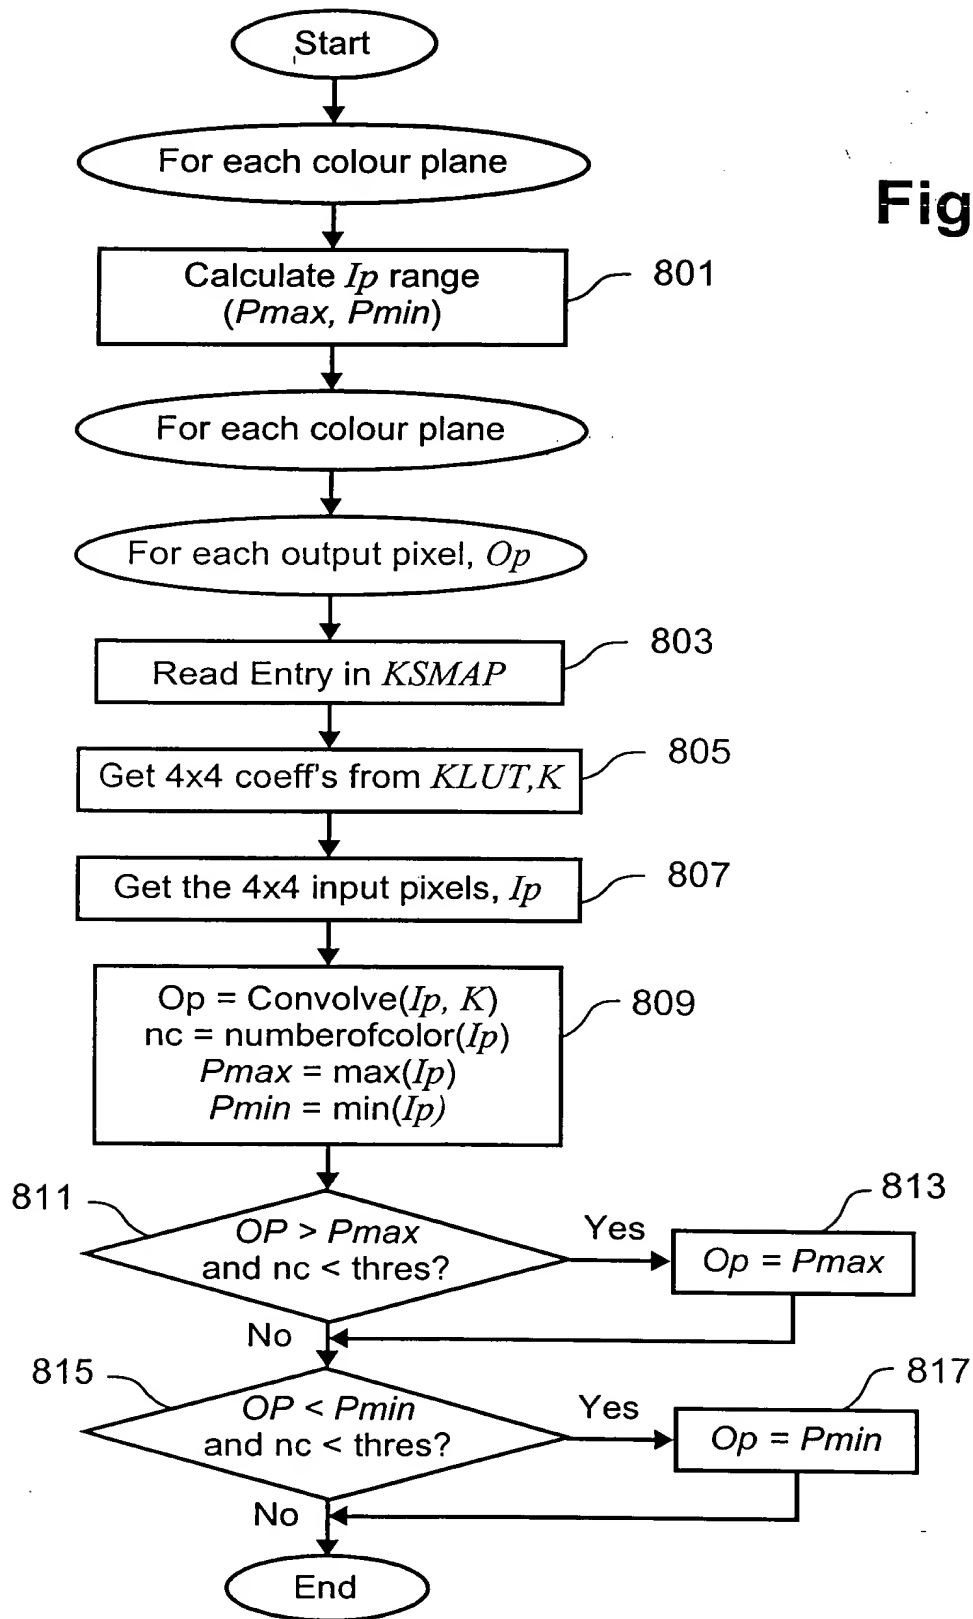 Start
For each colour plane
Fig
Calculate Ip range
(Pmax, Pmin)
801
For each colour plane
For each output pixel, Op
Read Entry in KSMAP
803
Get 4x4 coeff's from KLUT,K
805
Get the 4x4 input pixels, Ip
807
Op = Convolve(Ip, K)
nc = numberofcolor(Ip)
Pmax = max(Ip)
Pmin = min(Ip)
809
811
OP > Pmax
and nc < thres?
Yes
813
Op = Pmax
No
815
OP < Pmin
and nc < thres?
Yes
817
Op = Pmin
No
End